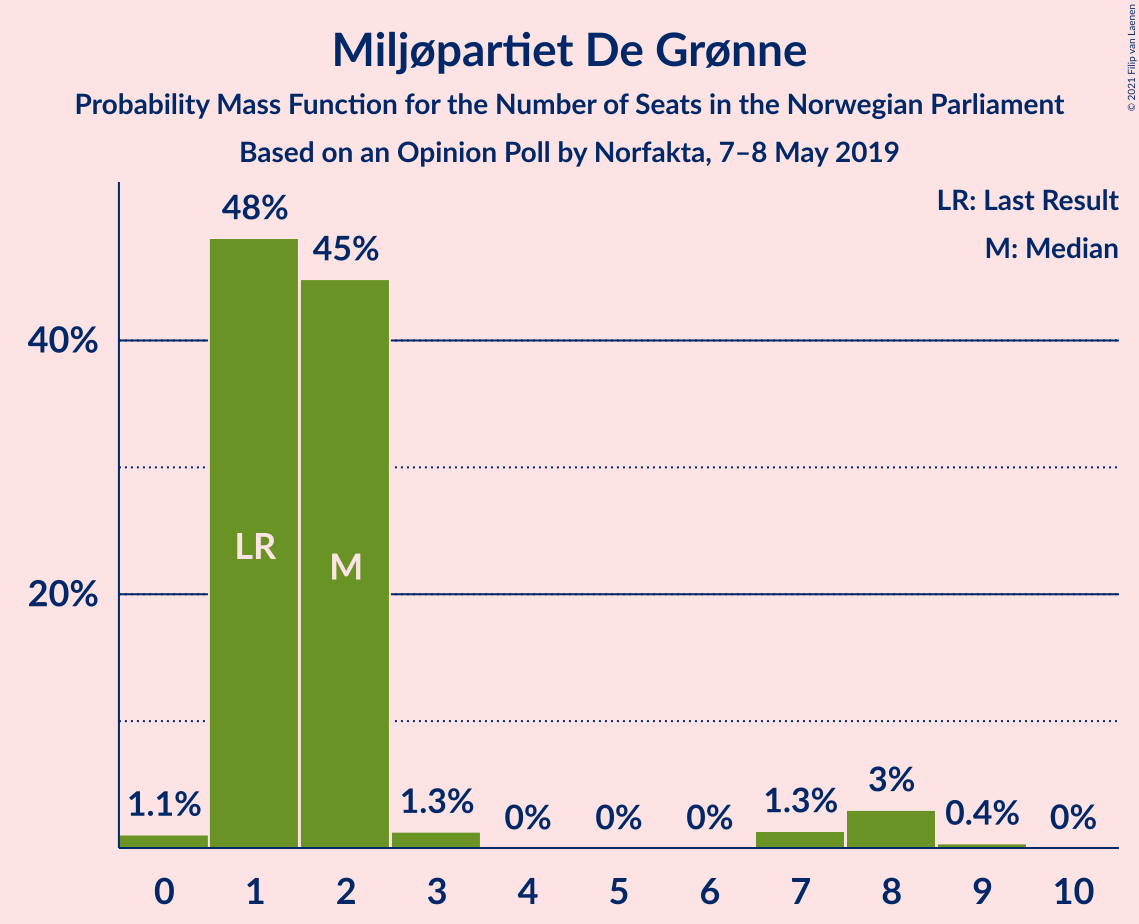 Miljøpartiet De Grønne
Probability Mass Function for the Number of Seats in the Norwegian Parliament
Based on an Opinion Poll by Norfakta, 7–8 May 2019
© 2021 Filip van Laenen
LR: Last Result
M: Median
48%
45%
40%
20%
LR
M
1.1%
1.3%
0%
0%
0%
1.3%
3%
0.4%
0%
0 1 2 3 4 5 6 7 8 9 10